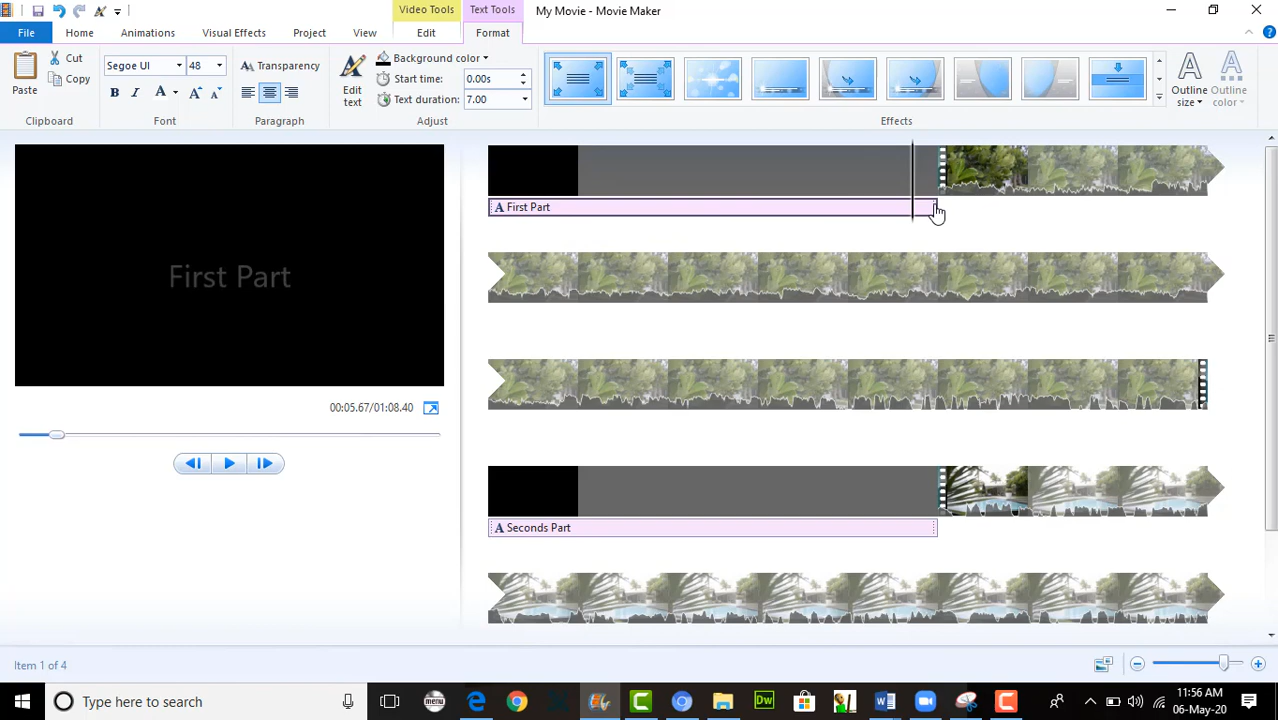 Video Tools Text Tools My Movie - Movie Maker
File Home Animations Visual Effects Project View Edit Format
Paste Cut Copy Clipboard
Segoe UI 48 B I A A A Font
Transparency Paragraph
Edit text Background color Start time: 0.00s Text duration: 7.00 Adjust
Effects
Outline size Outline color
First Part
00:05.67/01:08.40
A First Part
A Seconds Part
Item 1 of 4
Type here to search
menu
Dw
W
11:56 AM
06-May-20